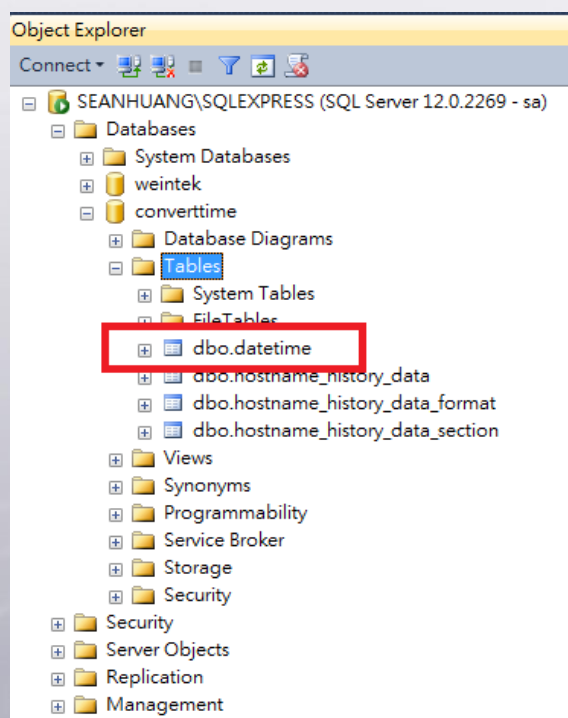 Object Explorer
Connect
SEANHUANG\SQLEXPRESS (SQL Server 12.0.2269 - sa)
Databases
System Databases
weintek
converttime
Database Diagrams
Tables
System Tables
FileTables
dbo.datetime
dbo.hostname_history_data
dbo.hostname_history_data_format
dbo.hostname_history_data_section
Views
Synonyms
Programmability
Service Broker
Storage
Security
Security
Server Objects
Replication
Management